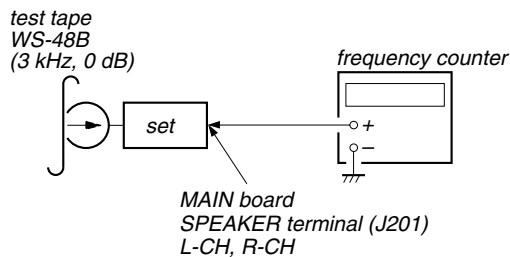 test tape
WS-48B
(3 kHz, 0 dB)
frequency counter
set
+
–
MAIN board
SPEAKER terminal (J201)
L-CH, R-CH